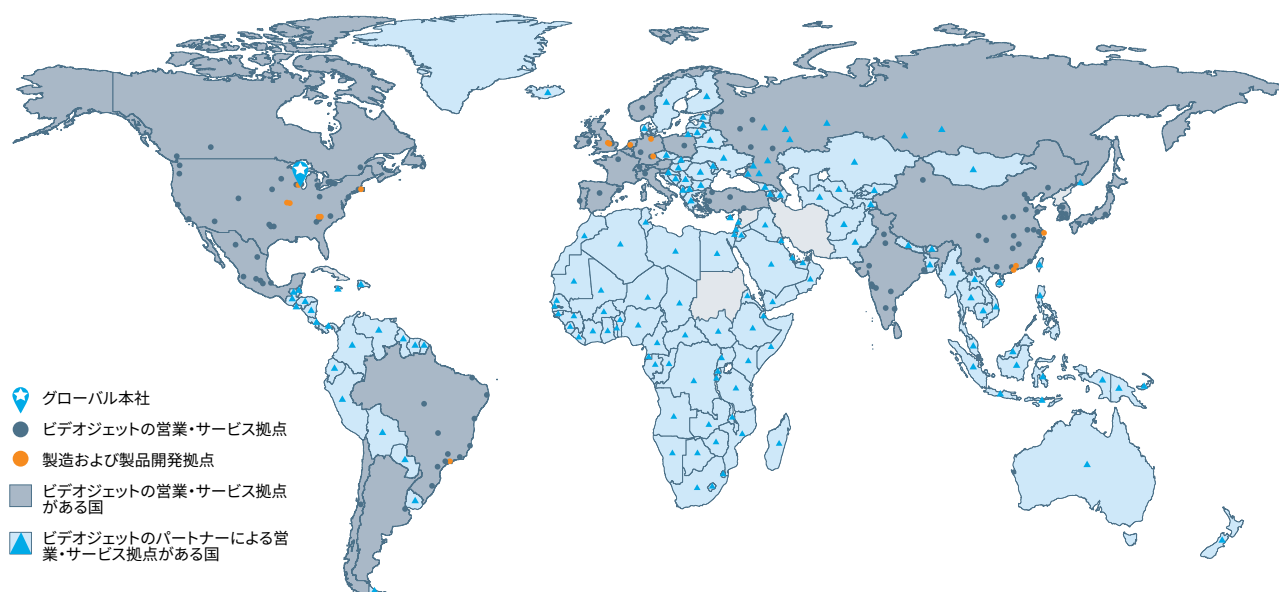 グローバル本社
ビデオジェットの営業・サービス拠点
製造および製品開発拠点
ビデオジェットの営業・サービス拠点
がある国
ビデオジェットのパートナーによる営
業・サービス拠点がある国